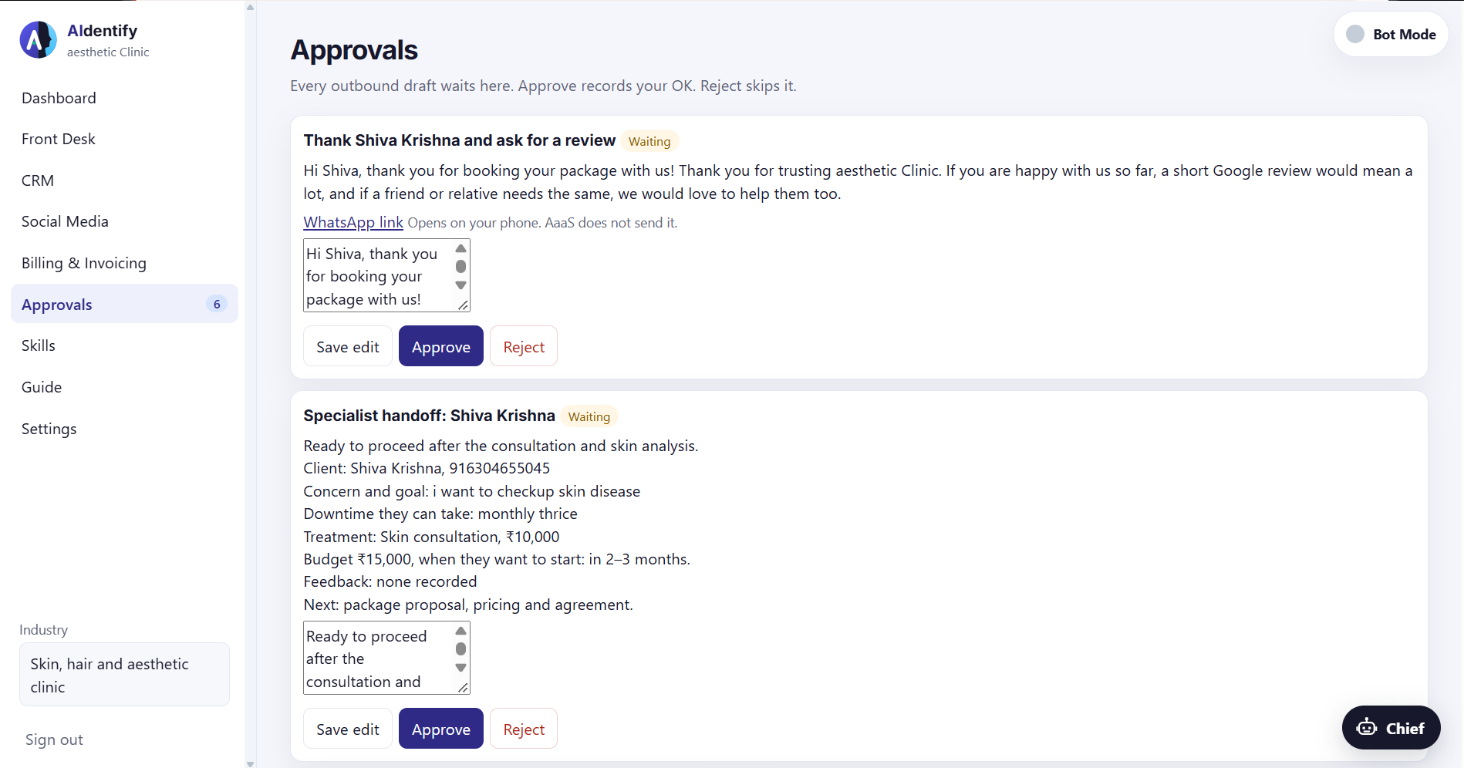 AIdentify
aesthetic Clinic
Dashboard
Front Desk
CRM
Social Media
Billing & Invoicing
Approvals 6
Skills
Guide
Settings
Industry
Skin, hair and aesthetic
clinic
Sign out
Bot Mode
Approvals
Every outbound draft waits here. Approve records your OK. Reject skips it.
Thank Shiva Krishna and ask for a review Waiting
Hi Shiva, thank you for booking your package with us! Thank you for trusting aesthetic Clinic. If you are happy with us so far, a short Google review would mean a
lot, and if a friend or relative needs the same, we would love to help them too.
WhatsApp link Opens on your phone. AaaS does not send it.
Hi Shiva, thank you
for booking your
package with us!
Save edit Approve Reject
Specialist handoff: Shiva Krishna Waiting
Ready to proceed after the consultation and skin analysis.
Client: Shiva Krishna, 916304655045
Concern and goal: i want to checkup skin disease
Downtime they can take: monthly thrice
Treatment: Skin consultation, ₹10,000
Budget ₹15,000, when they want to start: in 2–3 months.
Feedback: none recorded
Next: package proposal, pricing and agreement.
Ready to proceed
after the
consultation and
Save edit Approve Reject
Chief